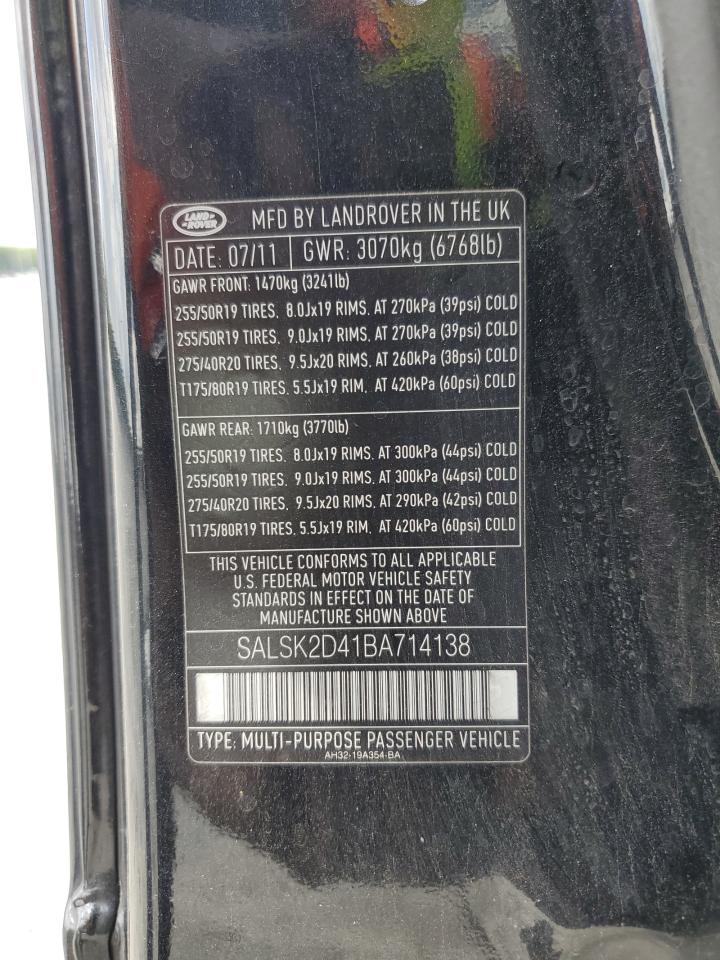 LAND ROVER
MFD BY LANDROVER IN THE UK
DATE: 07/11 GWR: 3070kg (6768lb)
GAWR FRONT: 1470kg (3241lb)
255/50R19 TIRES. 8.0Jx19 RIMS. AT 270kPa (39psi) COLD
255/50R19 TIRES. 9.0Jx19 RIMS. AT 270kPa (39psi) COLD
275/40R20 TIRES. 9.5Jx20 RIMS. AT 260kPa (38psi) COLD
T175/80R19 TIRES. 5.5Jx19 RIM. AT 420kPa (60psi) COLD
GAWR REAR: 1710kg (3770lb)
255/50R19 TIRES. 8.0Jx19 RIMS. AT 300kPa (44psi) COLD
255/50R19 TIRES. 9.0Jx19 RIMS. AT 300kPa (44psi) COLD
275/40R20 TIRES. 9.5Jx20 RIMS. AT 290kPa (42psi) COLD
T175/80R19 TIRES. 5.5Jx19 RIM. AT 420kPa (60psi) COLD
THIS VEHICLE CONFORMS TO ALL APPLICABLE
U.S. FEDERAL MOTOR VEHICLE SAFETY
STANDARDS IN EFFECT ON THE DATE OF
MANUFACTURE SHOWN ABOVE
SALSK2D41BA714138
TYPE: MULTI-PURPOSE PASSENGER VEHICLE
AH32-19A354-BA